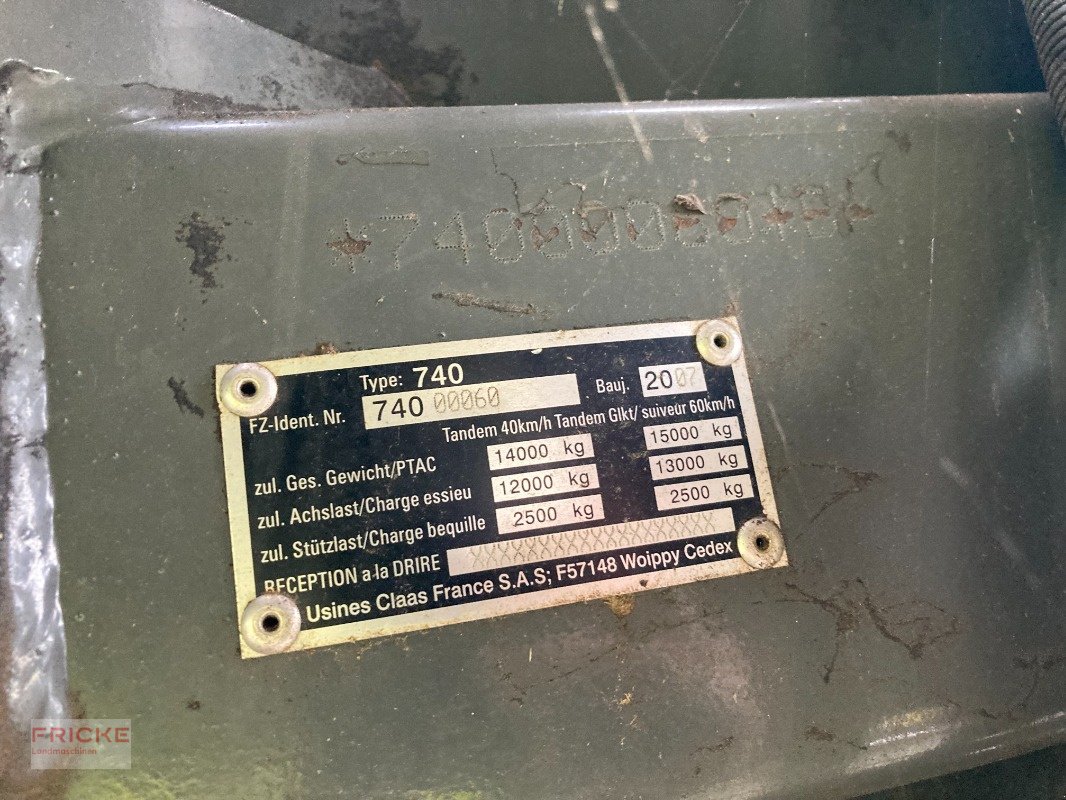 Type: 740
FZ-Ident. Nr. 740 00060 Bauj. 2007
Tandem 40km/h Tandem Glkt/ suiveur 60km/h
zul. Ges. Gewicht/PTAC 14000 kg 15000 kg
zul. Achslast/Charge essieu 12000 kg 13000 kg
zul. Stützlast/Charge bequille 2500 kg 2500 kg
RECEPTION a la DRIRE
Usines Claas France S.A.S; F57148 Woippy Cedex
FRICKE
Landmaschinen